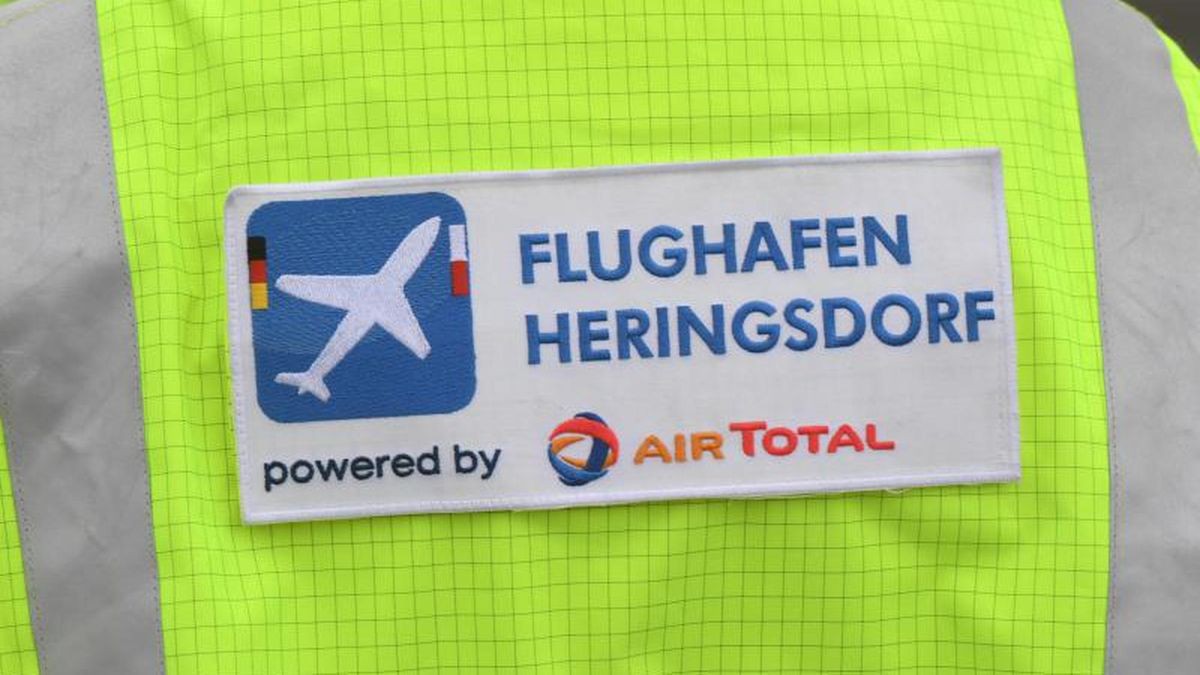 FLUGHAFEN
HERINGSDORF
powered by AIR TOTAL